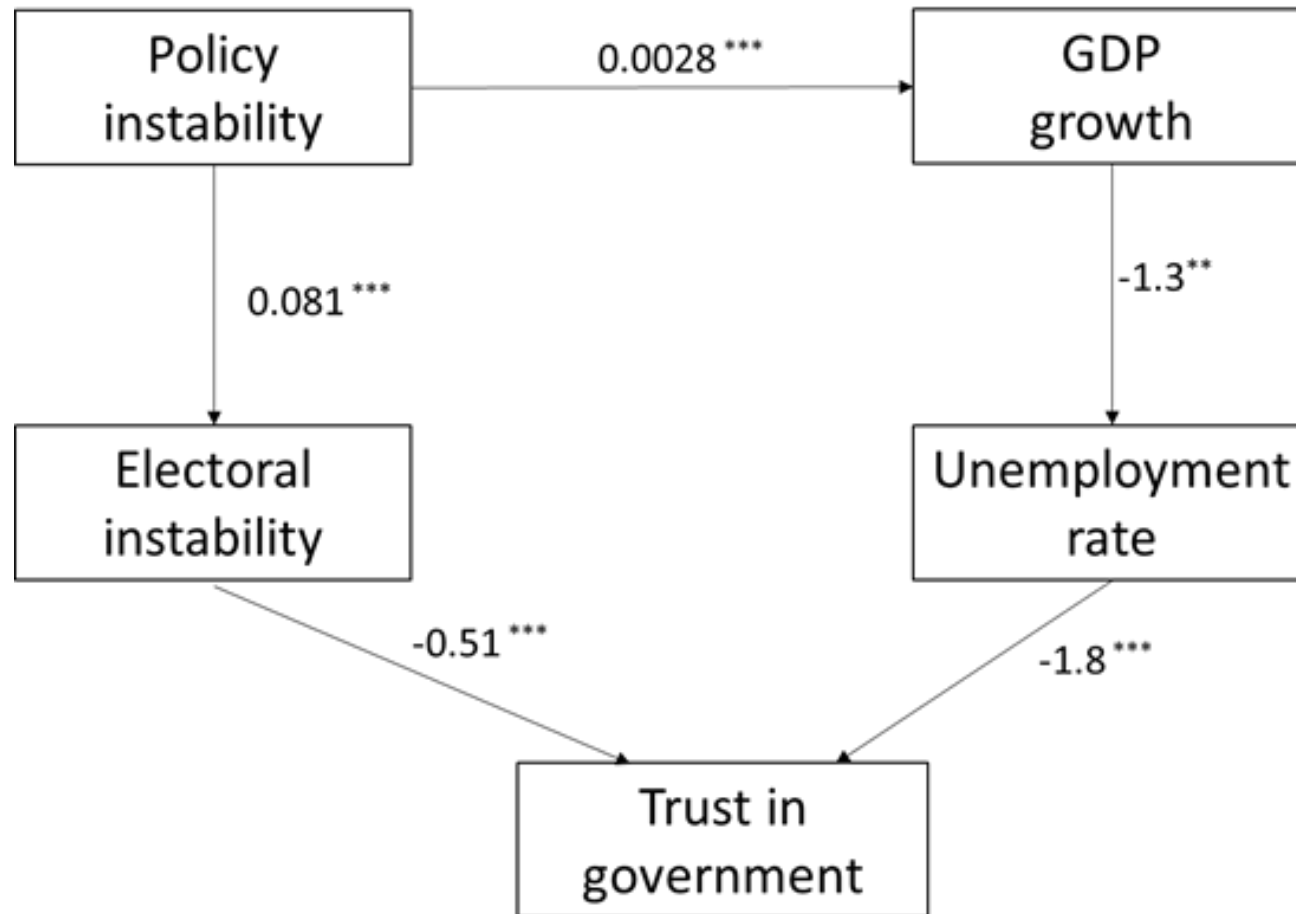 Policy
instability
0.0028 ***
GDP
growth
0.081 ***
-1.3**
Electoral
instability
Unemployment
rate
-0.51 ***
-1.8 ***
Trust in
government